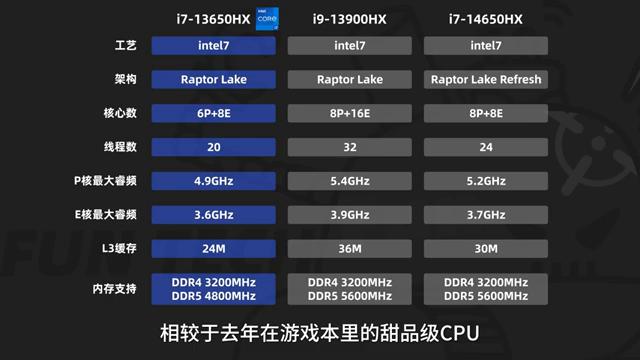 i7-13650HX intel CORE i7 i9-13900HX i7-14650HX
工艺 intel7 intel7 intel7
架构 Raptor Lake Raptor Lake Raptor Lake Refresh
核心数 6P+8E 8P+16E 8P+8E
线程数 20 32 24
P核最大睿频 4.9GHz 5.4GHz 5.2GHz
E核最大睿频 3.6GHz 3.9GHz 3.7GHz
L3缓存 24M 36M 30M
内存支持 DDR4 3200MHz DDR4 3200MHz DDR4 3200MHz
DDR5 4800MHz DDR5 5600MHz DDR5 5600MHz
FUN TE
相较于去年在游戏本里的甜品级CPU